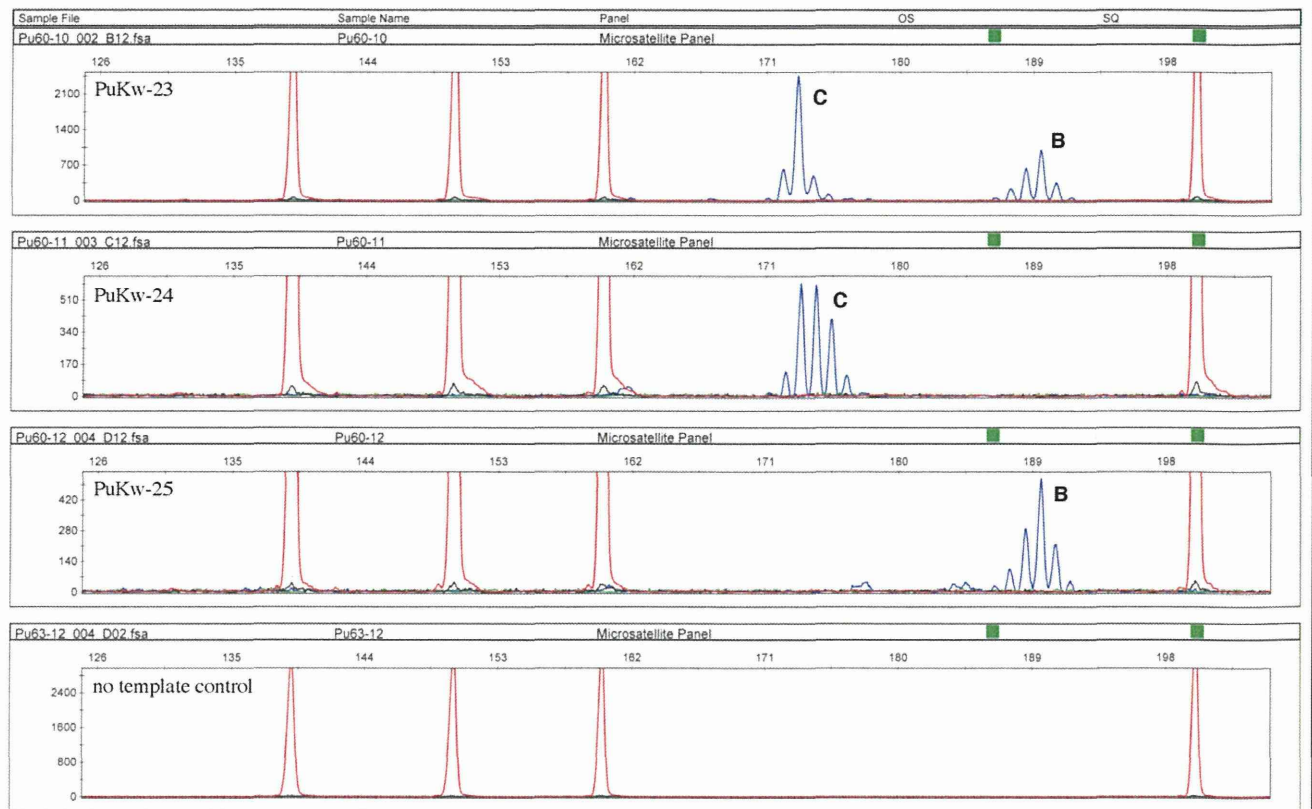 Sample File Sample Name Panel OS SQ
Pu60-10_002_B12.fsa Pu60-10 Microsatellite Panel
126 135 144 153 162 171 180 189 198
PuKw-23
C
B
2100
1400
700
0
Pu60-11_003_C12.fsa Pu60-11 Microsatellite Panel
126 135 144 153 162 171 180 189 198
PuKw-24
C
510
340
170
0
Pu60-12_004_D12.fsa Pu60-12 Microsatellite Panel
126 135 144 153 162 171 180 189 198
PuKw-25
B
420
280
140
0
Pu63-12_004_D02.fsa Pu63-12 Microsatellite Panel
126 135 144 153 162 171 180 189 198
no template control
2400
1600
800
0